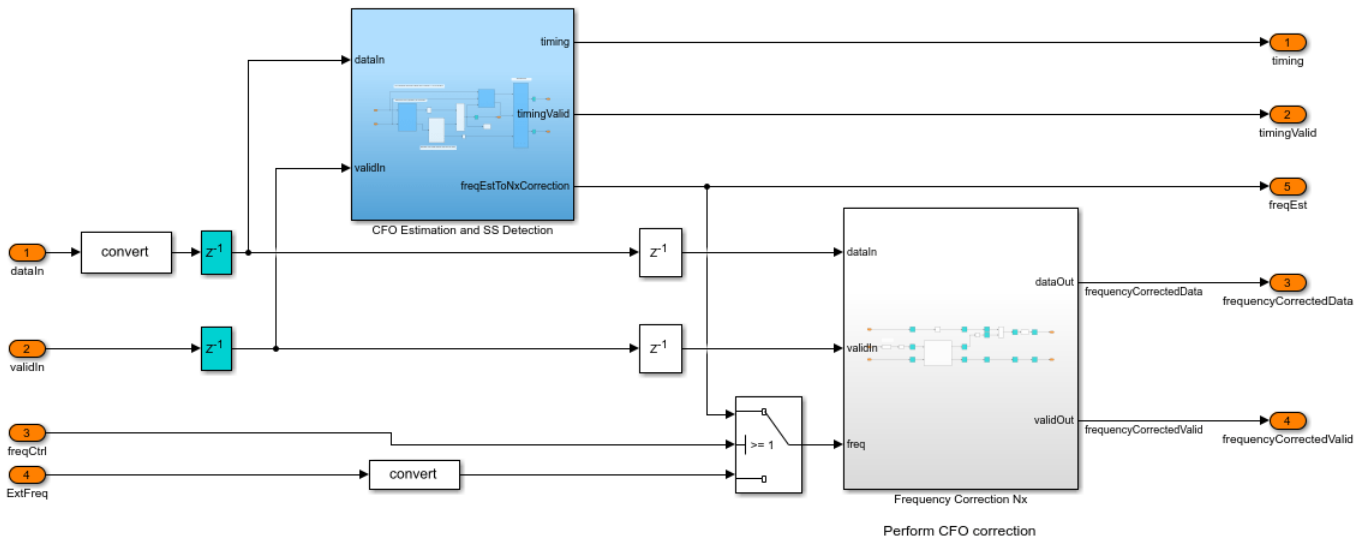 timing
1
timing
dataIn
timingValid
2
timingValid
validIn
freqEstToNxCorrection
5
freqEst
CFO Estimation and SS Detection
1
dataIn
convert
z-1
z-1
dataIn
dataOut
frequencyCorrectedData
3
frequencyCorrectedData
2
validIn
z-1
z-1
validIn
validOut
frequencyCorrectedValid
4
frequencyCorrectedValid
3
freqCtrl
>= 1
freq
4
ExtFreq
convert
Frequency Correction Nx
Perform CFO correction